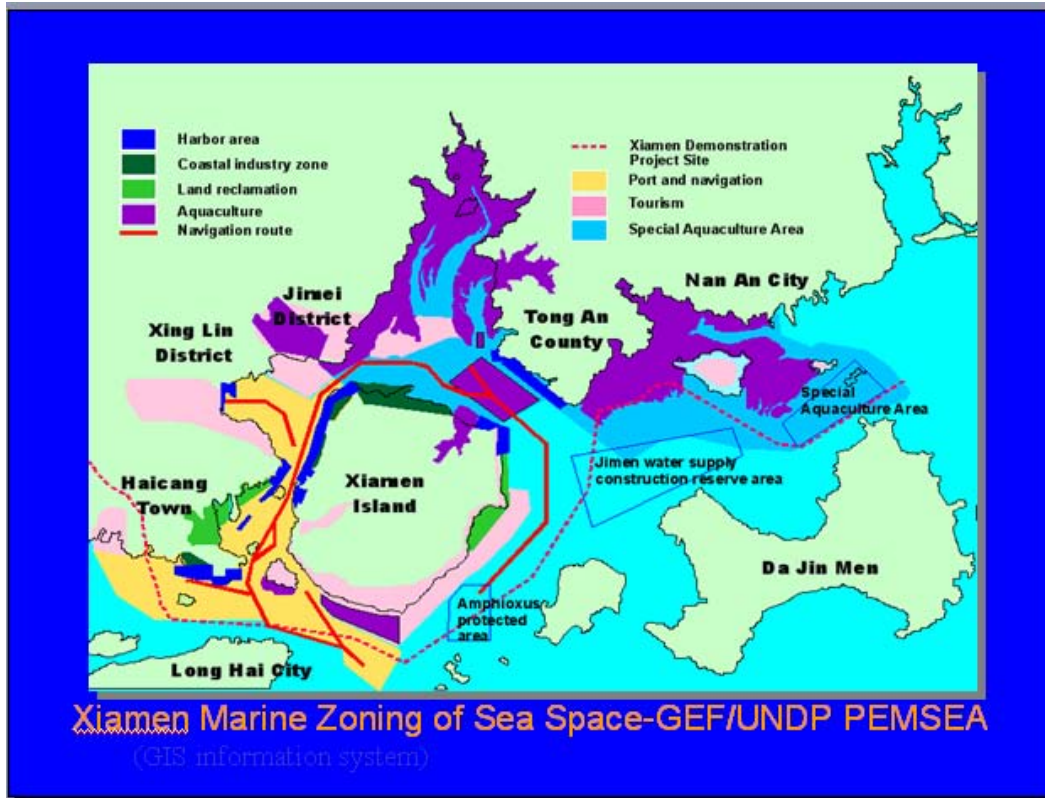 Harbor area
Coastal industry zone
Land reclamation
Aquaculture
Navigation route
Xiamen Demonstration
Project Site
Port and navigation
Tourism
Special Aquaculture Area
Nan An City
Jimei
District
Tong An
County
Xing Lin
District
Special
Aquaculture Area
Jimen water supply
construction reserve area
Haicang
Town
Xiamen
Island
Da Jin Men
Amphioxus
protected
area
Long Hai City
Xiamen Marine Zoning of Sea Space-GEF/UNDP PEMSEA
(GIS information system)